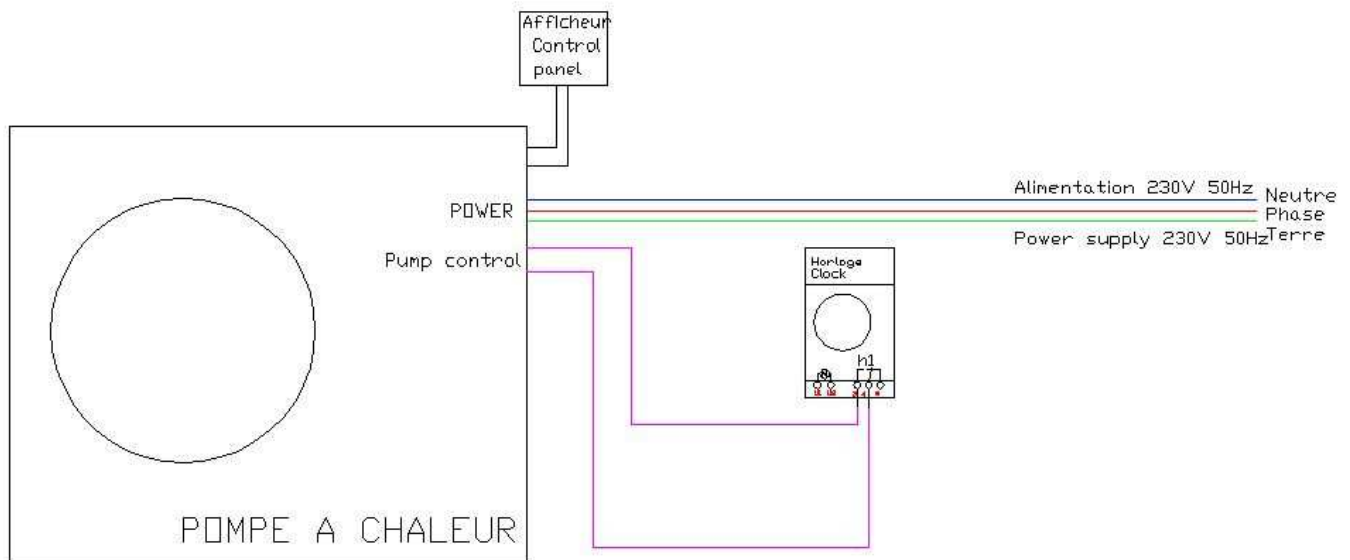 Afficheur
Control
panel
Alimentation 230V 50Hz
Neutre
POWER
Phase
Power supply 230V 50Hz
Terre
Pump control
Horloge
Clock
h1
POMPE A CHALEUR